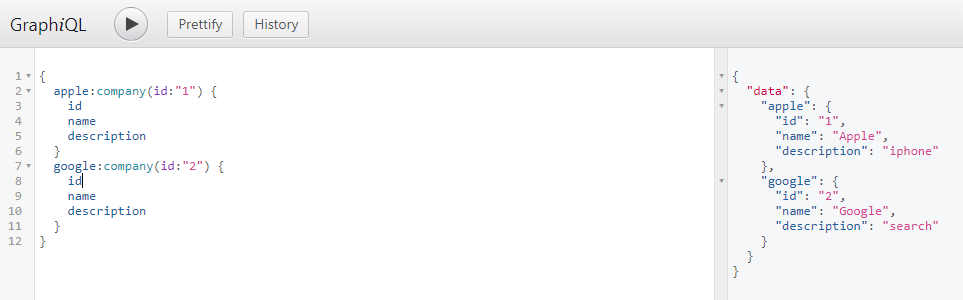 GraphiQL Prettify History
1 {
2 apple:company(id:"1") {
3 id
4 name
5 description
6 }
7 google:company(id:"2") {
8 id
9 name
10 description
11 }
12 }
{
"data": {
"apple": {
"id": "1",
"name": "Apple",
"description": "iphone"
},
"google": {
"id": "2",
"name": "Google",
"description": "search"
}
}
}